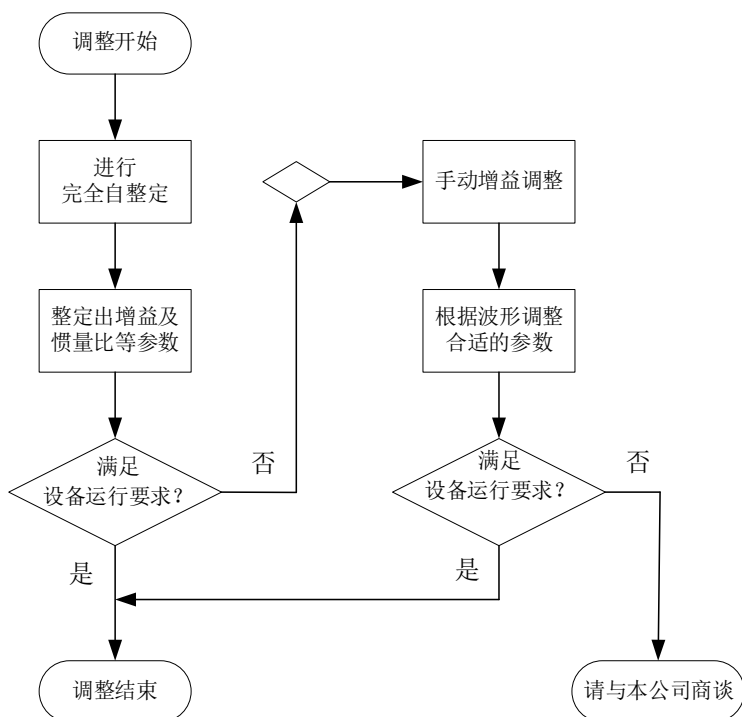 调整开始
进行
完全自整定
整定出增益及
惯量比等参数
满足
设备运行要求？
否
是
手动增益调整
根据波形调整
合适的参数
满足
设备运行要求？
否
是
调整结束
请与本公司商谈